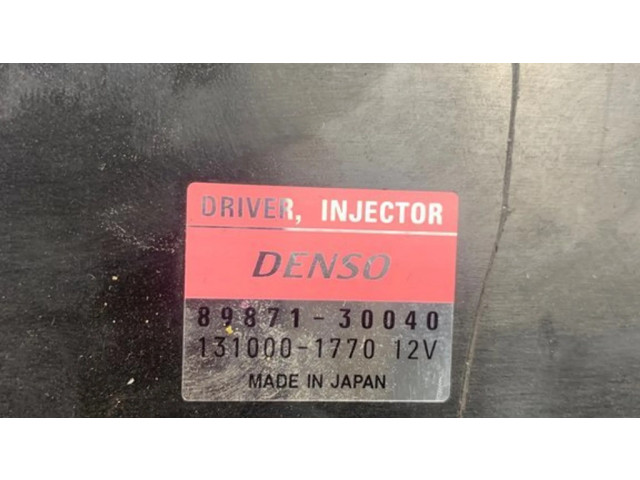 DRIVER, INJECTOR
DENSO
89871-30040
131000-1770 12V
MADE IN JAPAN